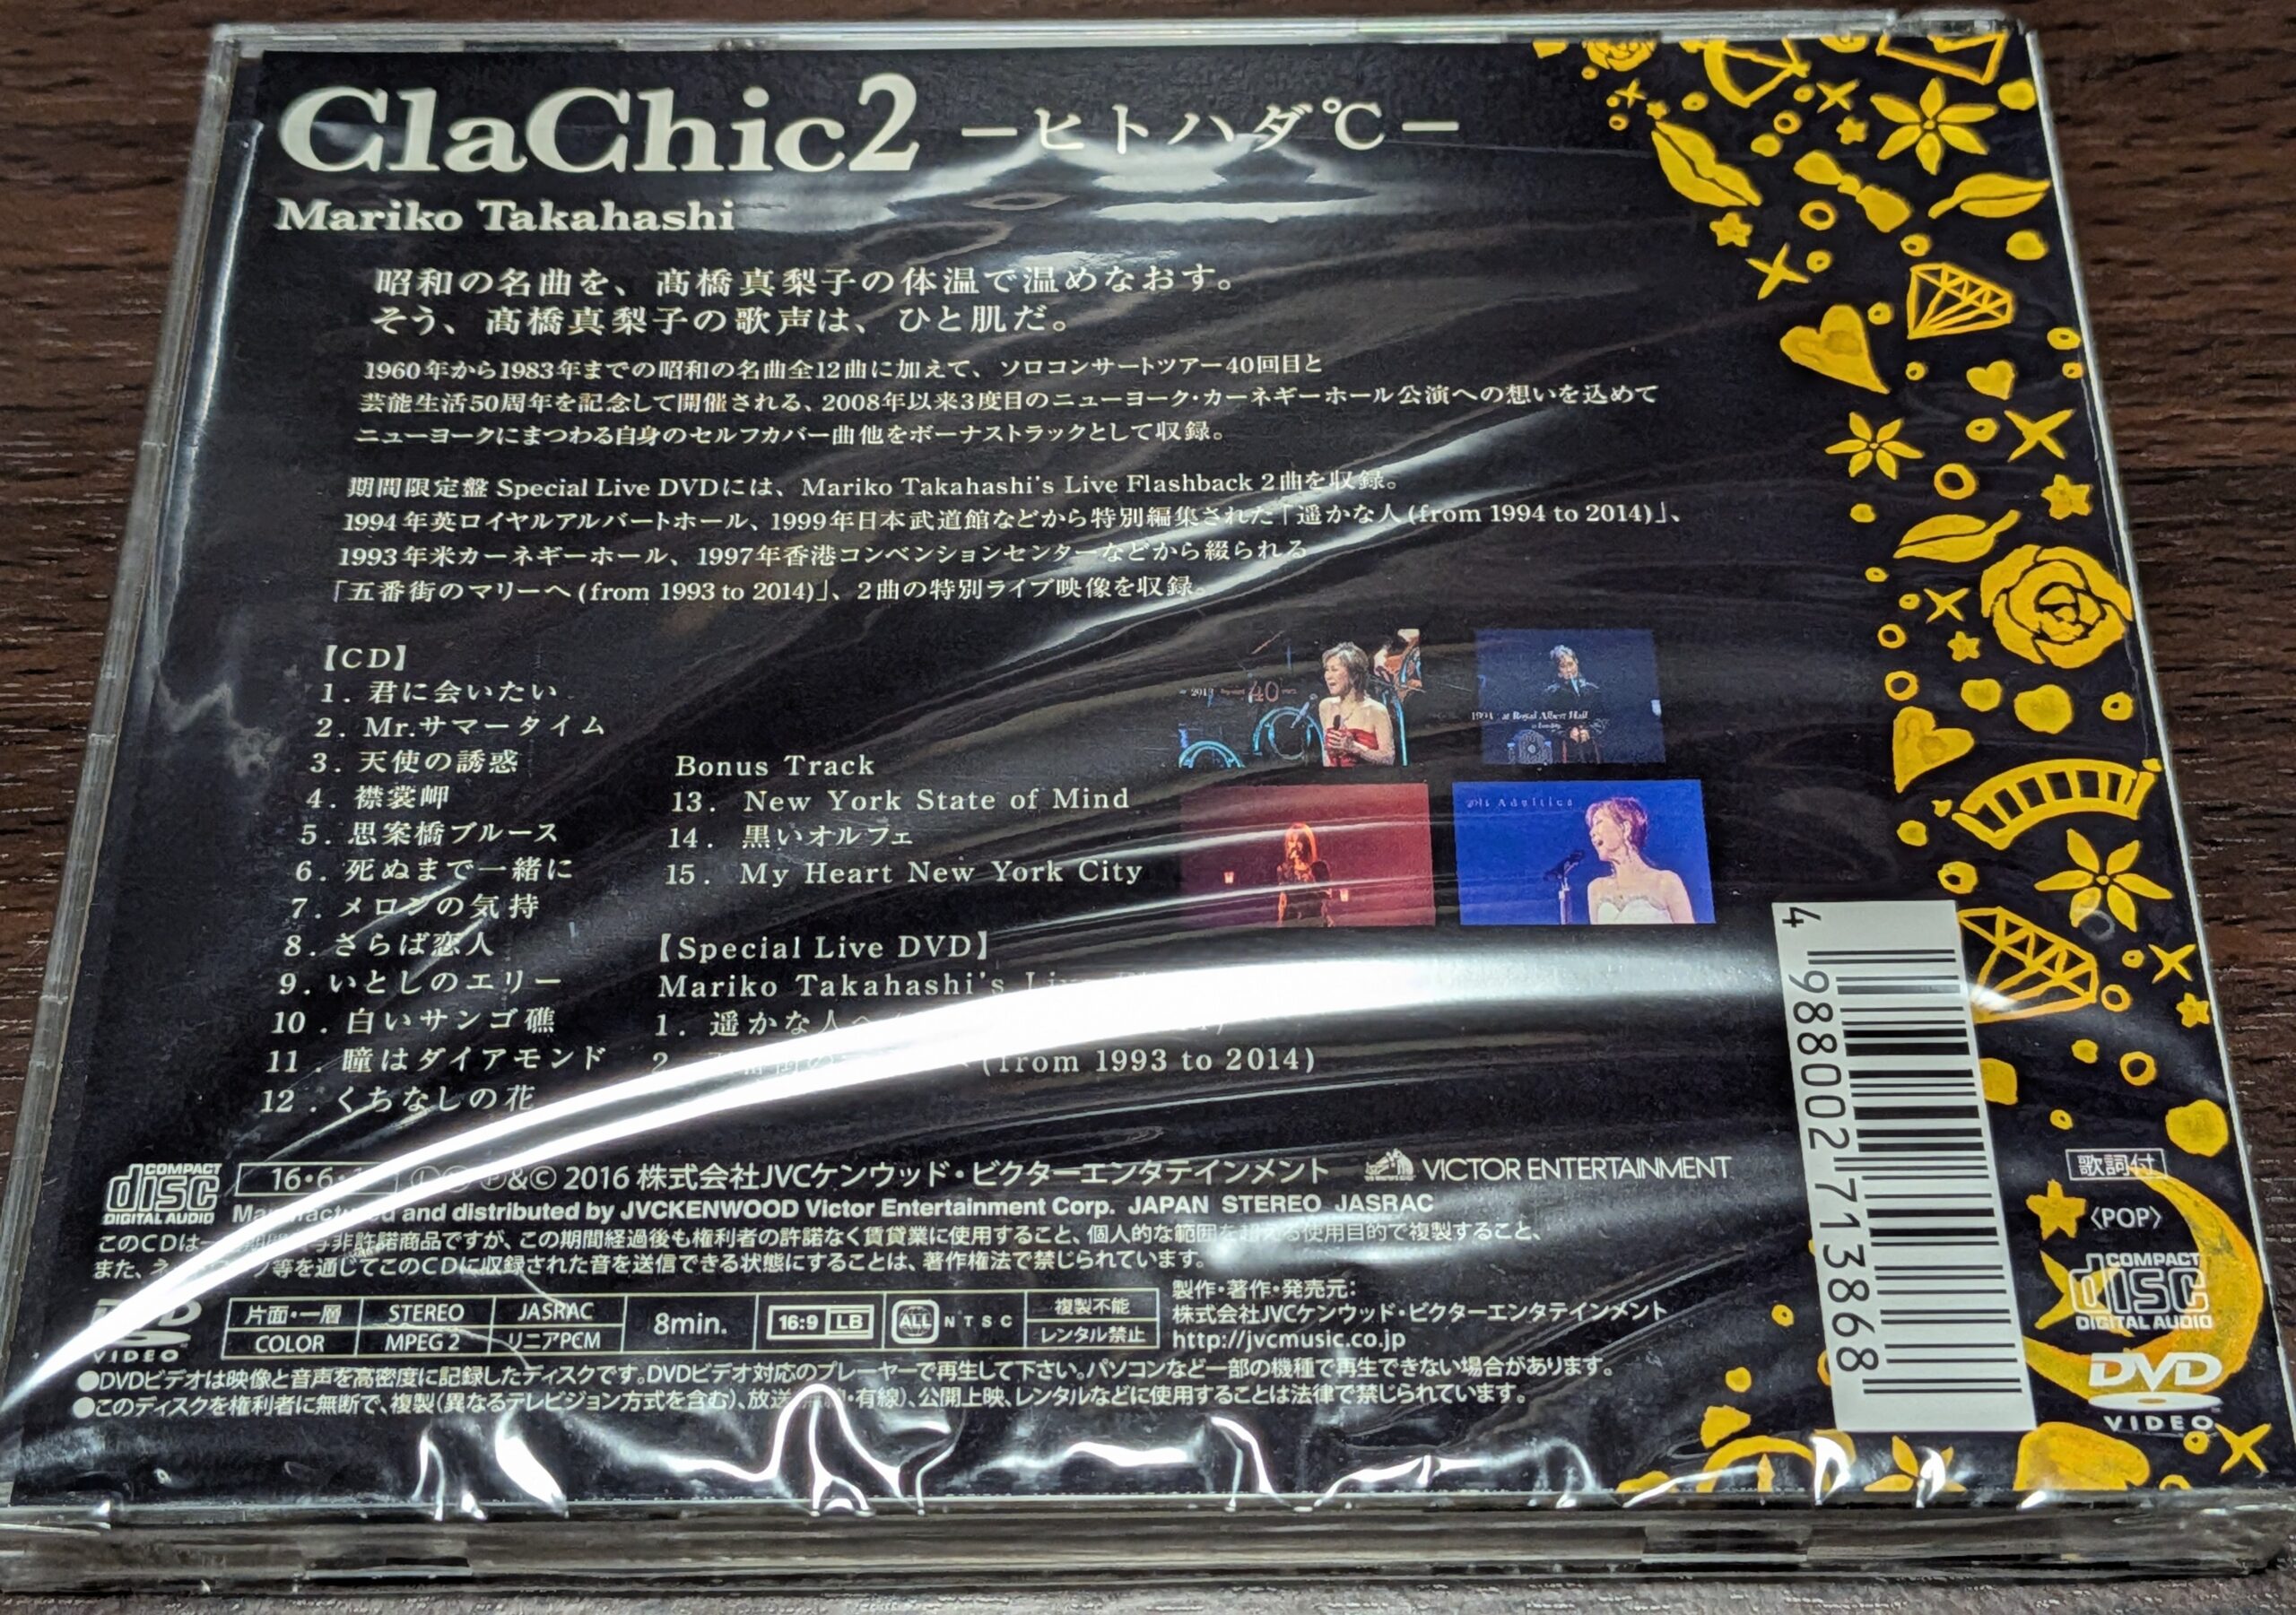 ClaChic2 ーヒトハダ℃ー
Mariko Takahashi
昭和の名曲を、髙橋真梨子の体温で温めなおす。
そう、髙橋真梨子の歌声は、ひと肌だ。
1960年から1983年までの昭和の名曲全12曲に加えて、ソロコンサートツアー40回目と
芸能生活50周年を記念して開催される、2008年以来3度目のニューヨーク・カーネギーホール公演への想いを込めて
ニューヨークにまつわる自身のセルフカバー曲他をボーナストラックとして収録。
期間限定盤 Special Live DVDには、Mariko Takahashi's Live Flashback 2曲を収録。
1994年英ロイヤルアルバートホール、1999年日本武道館などから特別編集された「遥かな人(from 1994 to 2014)」、
1993年米カーネギーホール、1997年香港コンベンションセンターなどから綴られる
「五番街のマリーへ(from 1993 to 2014)」、2曲の特別ライブ映像を収録。
【CD】
1. 君に会いたい
2. Mr.サマータイム
3. 天使の誘惑
4. 襟裳岬
5. 思案橋ブルース
6. 死ぬまで一緒に
7. メロンの気持
8. さらば恋人
9. いとしのエリー
10. 白いサンゴ礁
11. 瞳はダイアモンド
12. くちなしの花
Bonus Track
13. New York State of Mind
14. 黒いオルフェ
15. My Heart New York City
【Special Live DVD】
Mariko Takahashi's
1. 遥かな人へ
2. (from 1993 to 2014)
1994 at Royal Albert Hall
Adultica
4 988002 713868
COMPACT disc DIGITAL AUDIO
16・6・
℗&© 2016 株式会社JVCケンウッド・ビクターエンタテインメント VICTOR ENTERTAINMENT
Manufactured and distributed by JVCKENWOOD Victor Entertainment Corp. JAPAN STEREO JASRAC
このCDは 非許諾商品ですが、この期間経過後も権利者の許諾なく賃貸業に使用すること、個人的な範囲を超える使用目的で複製すること、
また、ネ 等を通じてこのCDに収録された音を送信できる状態にすることは、著作権法で禁じられています。
DVD VIDEO
片面・一層 STEREO JASRAC
COLOR MPEG 2 リニアPCM
8min.
16:9 LB
ALL NTSC
複製不能
レンタル禁止
製作・著作・発売元:
株式会社JVCケンウッド・ビクターエンタテインメント
http://jvcmusic.co.jp
●DVDビデオは映像と音声を高密度に記録したディスクです。DVDビデオ対応のプレーヤーで再生して下さい。パソコンなど一部の機種で再生できない場合があります。
●このディスクを権利者に無断で、複製(異なるテレビジョン方式を含む)、放送 ・有線)、公開上映、レンタルなどに使用することは法律で禁じられています。
歌詞付
〈POP〉
COMPACT disc DIGITAL AUDIO
DVD VIDEO